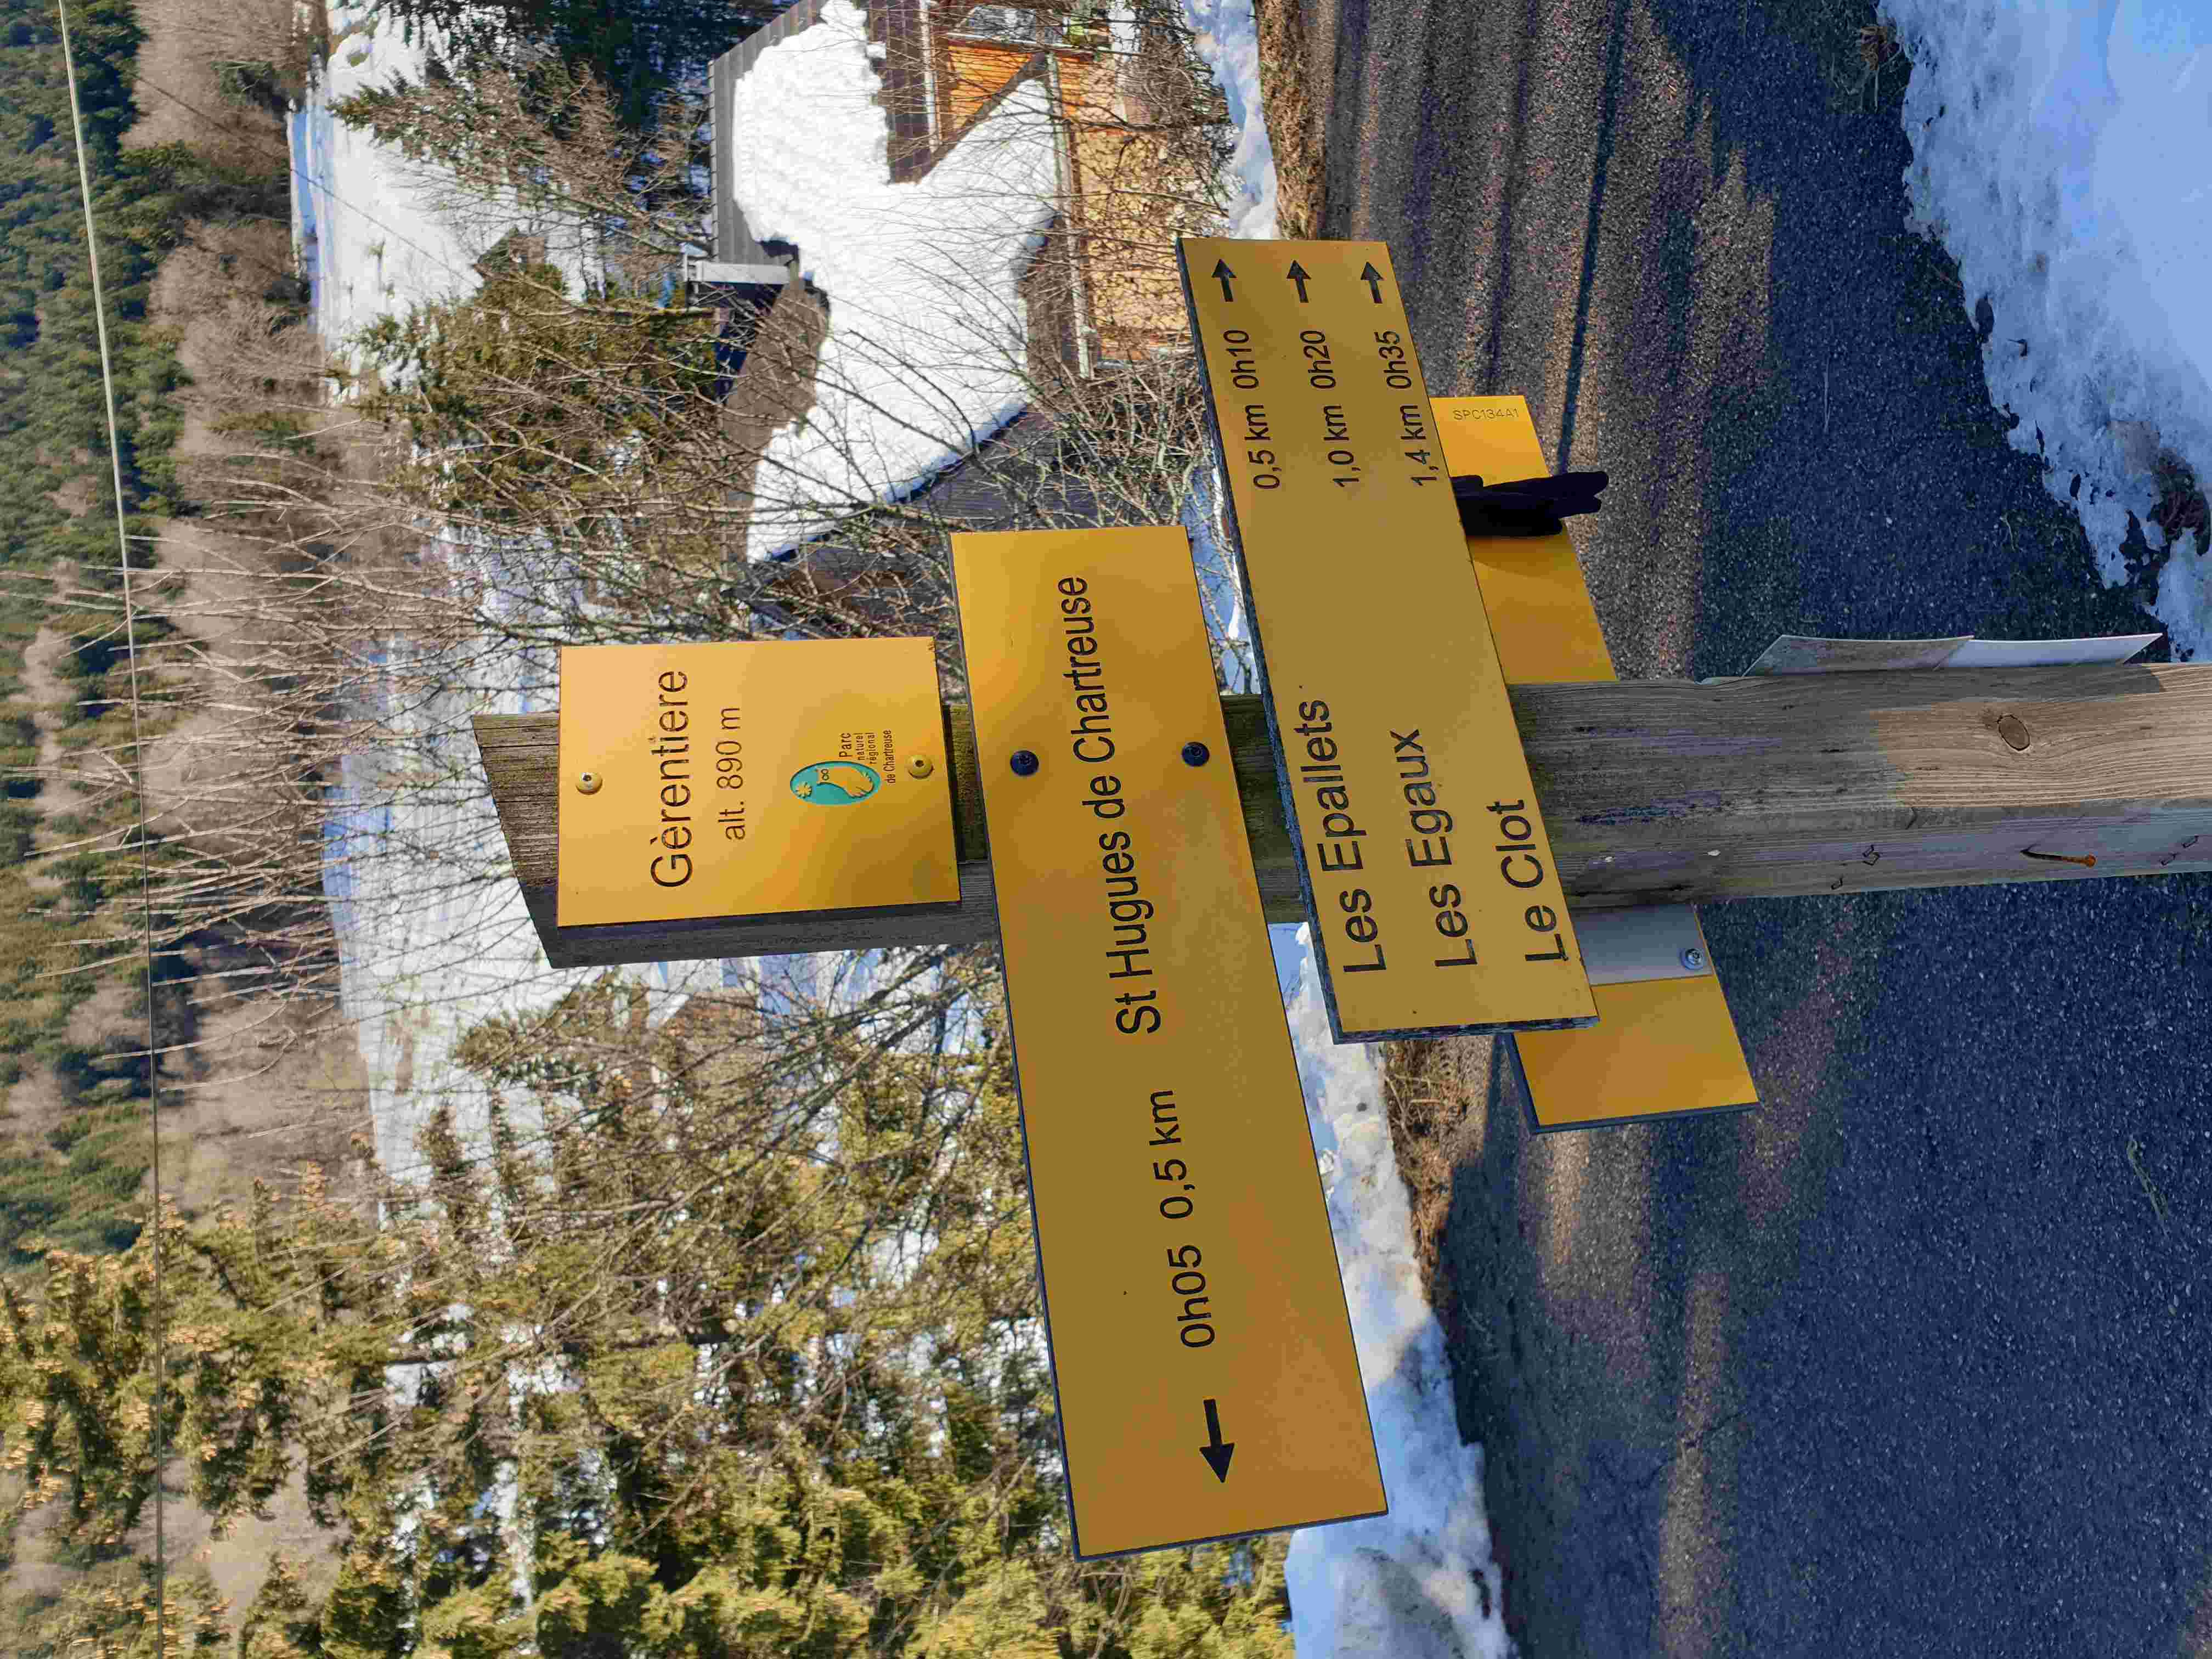 Gèrentiere
alt. 890 m
Parc
naturel
régional
de Chartreuse
0h05 0,5 km St Hugues de Chartreuse
Les Epallets 0,5 km 0h10
Les Egaux 1,0 km 0h20
Le Clot 1,4 km 0h35
SPC134A1